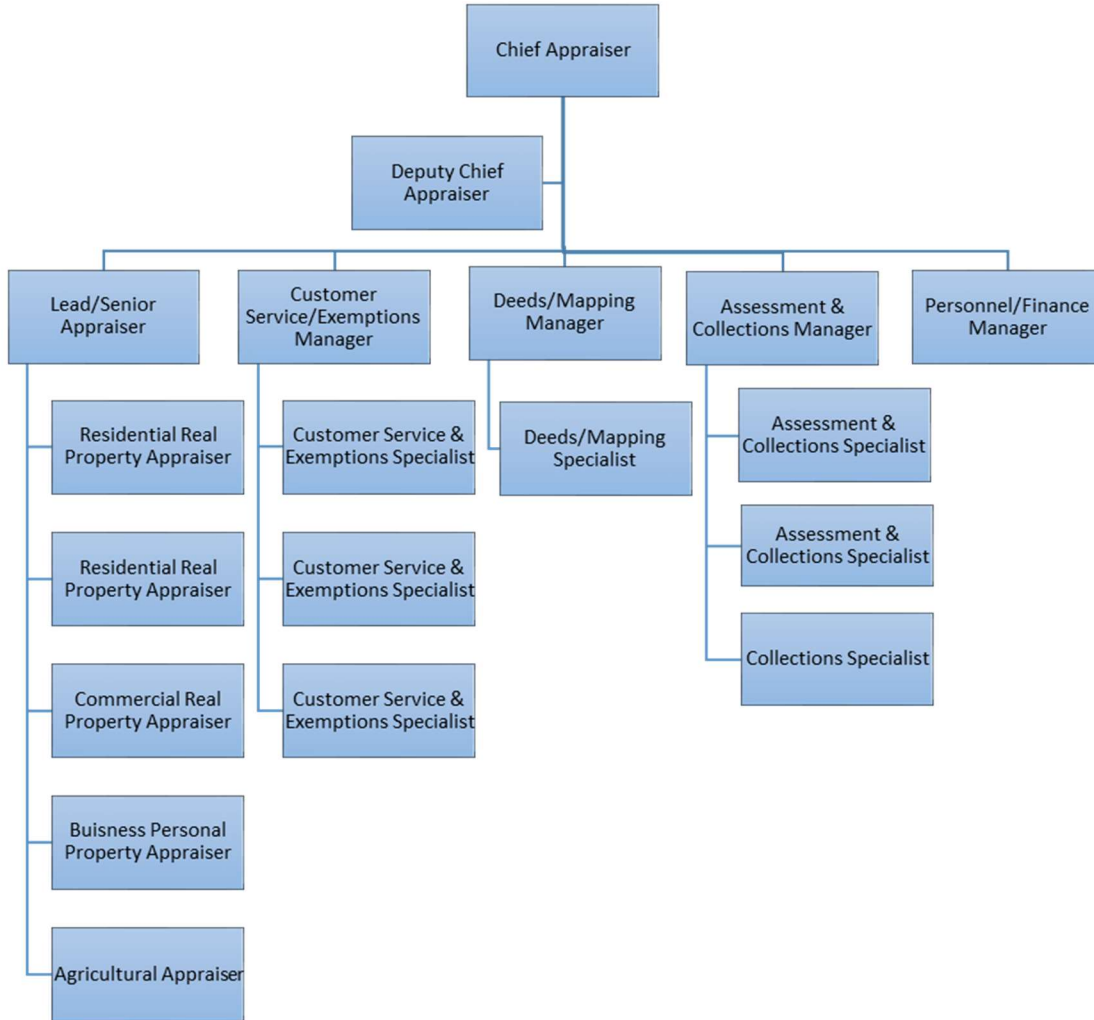 Chief Appraiser
Deputy Chief
Appraiser
Lead/Senior
Appraiser
Customer
Service/Exemptions
Manager
Deeds/Mapping
Manager
Assessment &
Collections Manager
Personnel/Finance
Manager
Residential Real
Property Appraiser
Residential Real
Property Appraiser
Commercial Real
Property Appraiser
Buisness Personal
Property Appraiser
Agricultural Appraiser
Customer Service &
Exemptions Specialist
Customer Service &
Exemptions Specialist
Customer Service &
Exemptions Specialist
Deeds/Mapping
Specialist
Assessment &
Collections Specialist
Assessment &
Collections Specialist
Collections Specialist